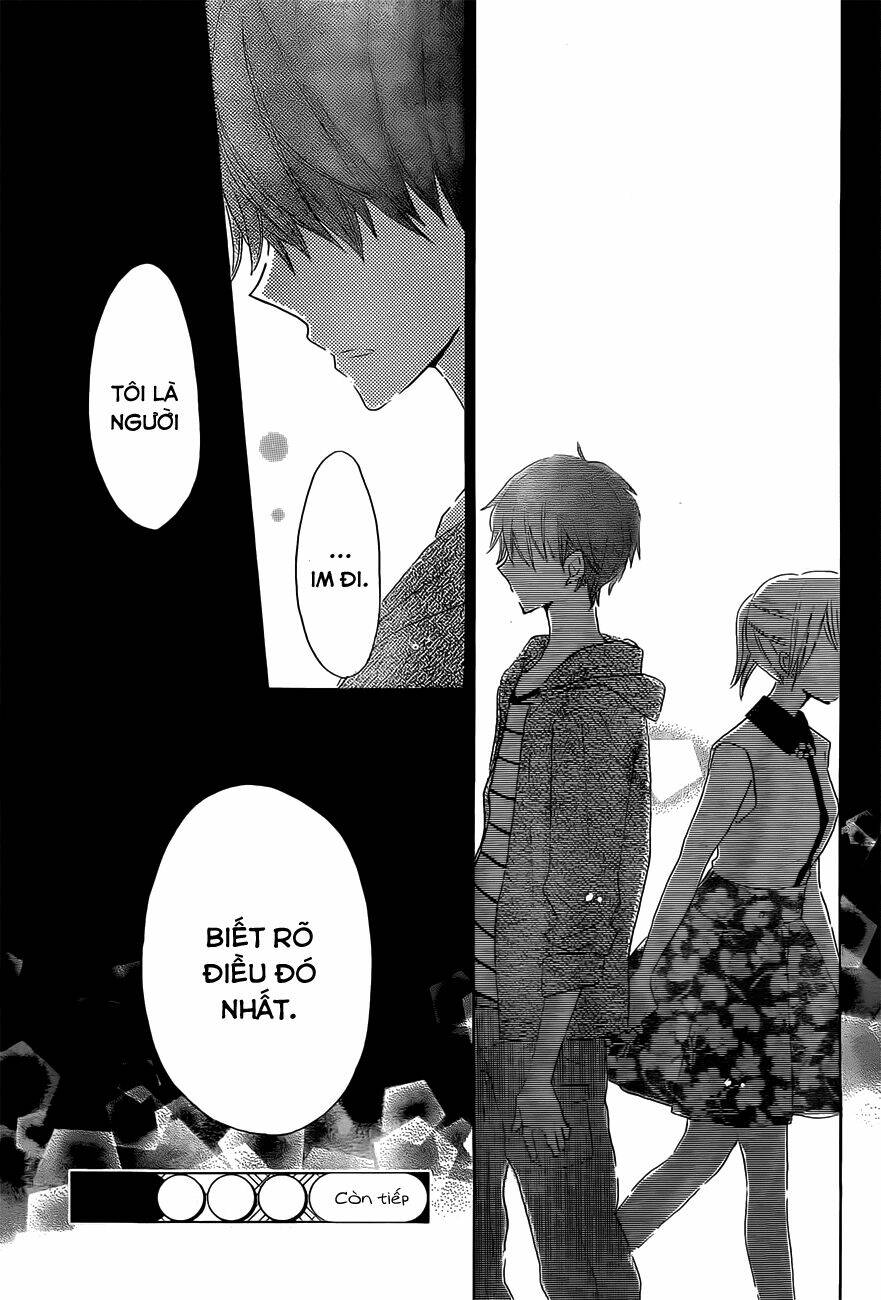 ...
IM ĐI.
TÔI LÀ
NGƯỜI
BIẾT RÕ
ĐIỀU ĐÓ
NHẤT.
Còn tiếp